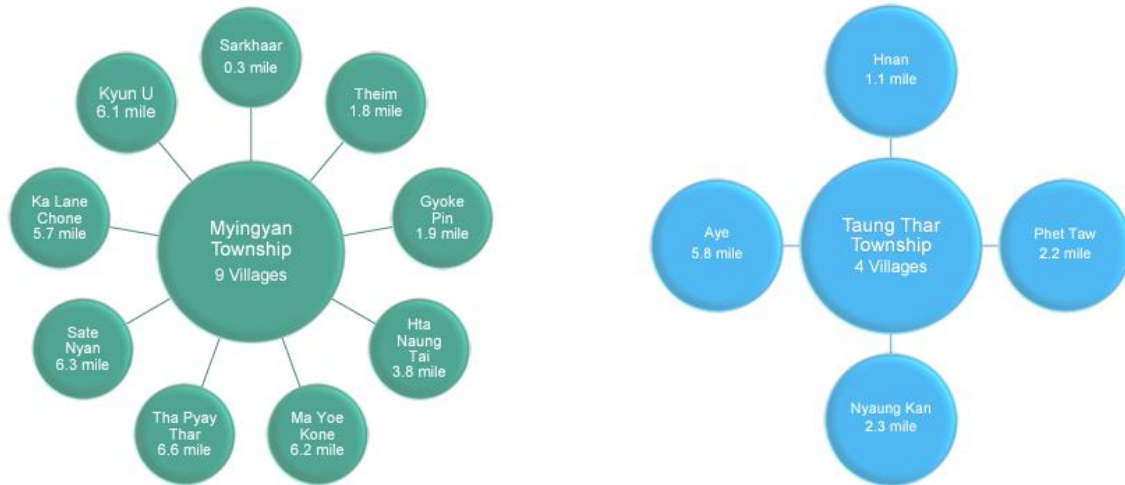 Sarkhaar
0.3 mile
Theim
1.8 mile
Gyoke
Pin
1.9 mile
Hta
Naung
Tai
3.8 mile
Ma Yoe
Kone
6.2 mile
Tha Pyay
Thar
6.6 mile
Sate
Nyan
6.3 mile
Ka Lane
Chone
5.7 mile
Kyun U
6.1 mile
Myingyan
Township
9 Villages
Hnan
1.1 mile
Phet Taw
2.2 mile
Nyaung Kan
2.3 mile
Aye
5.8 mile
Taung Thar
Township
4 Villages